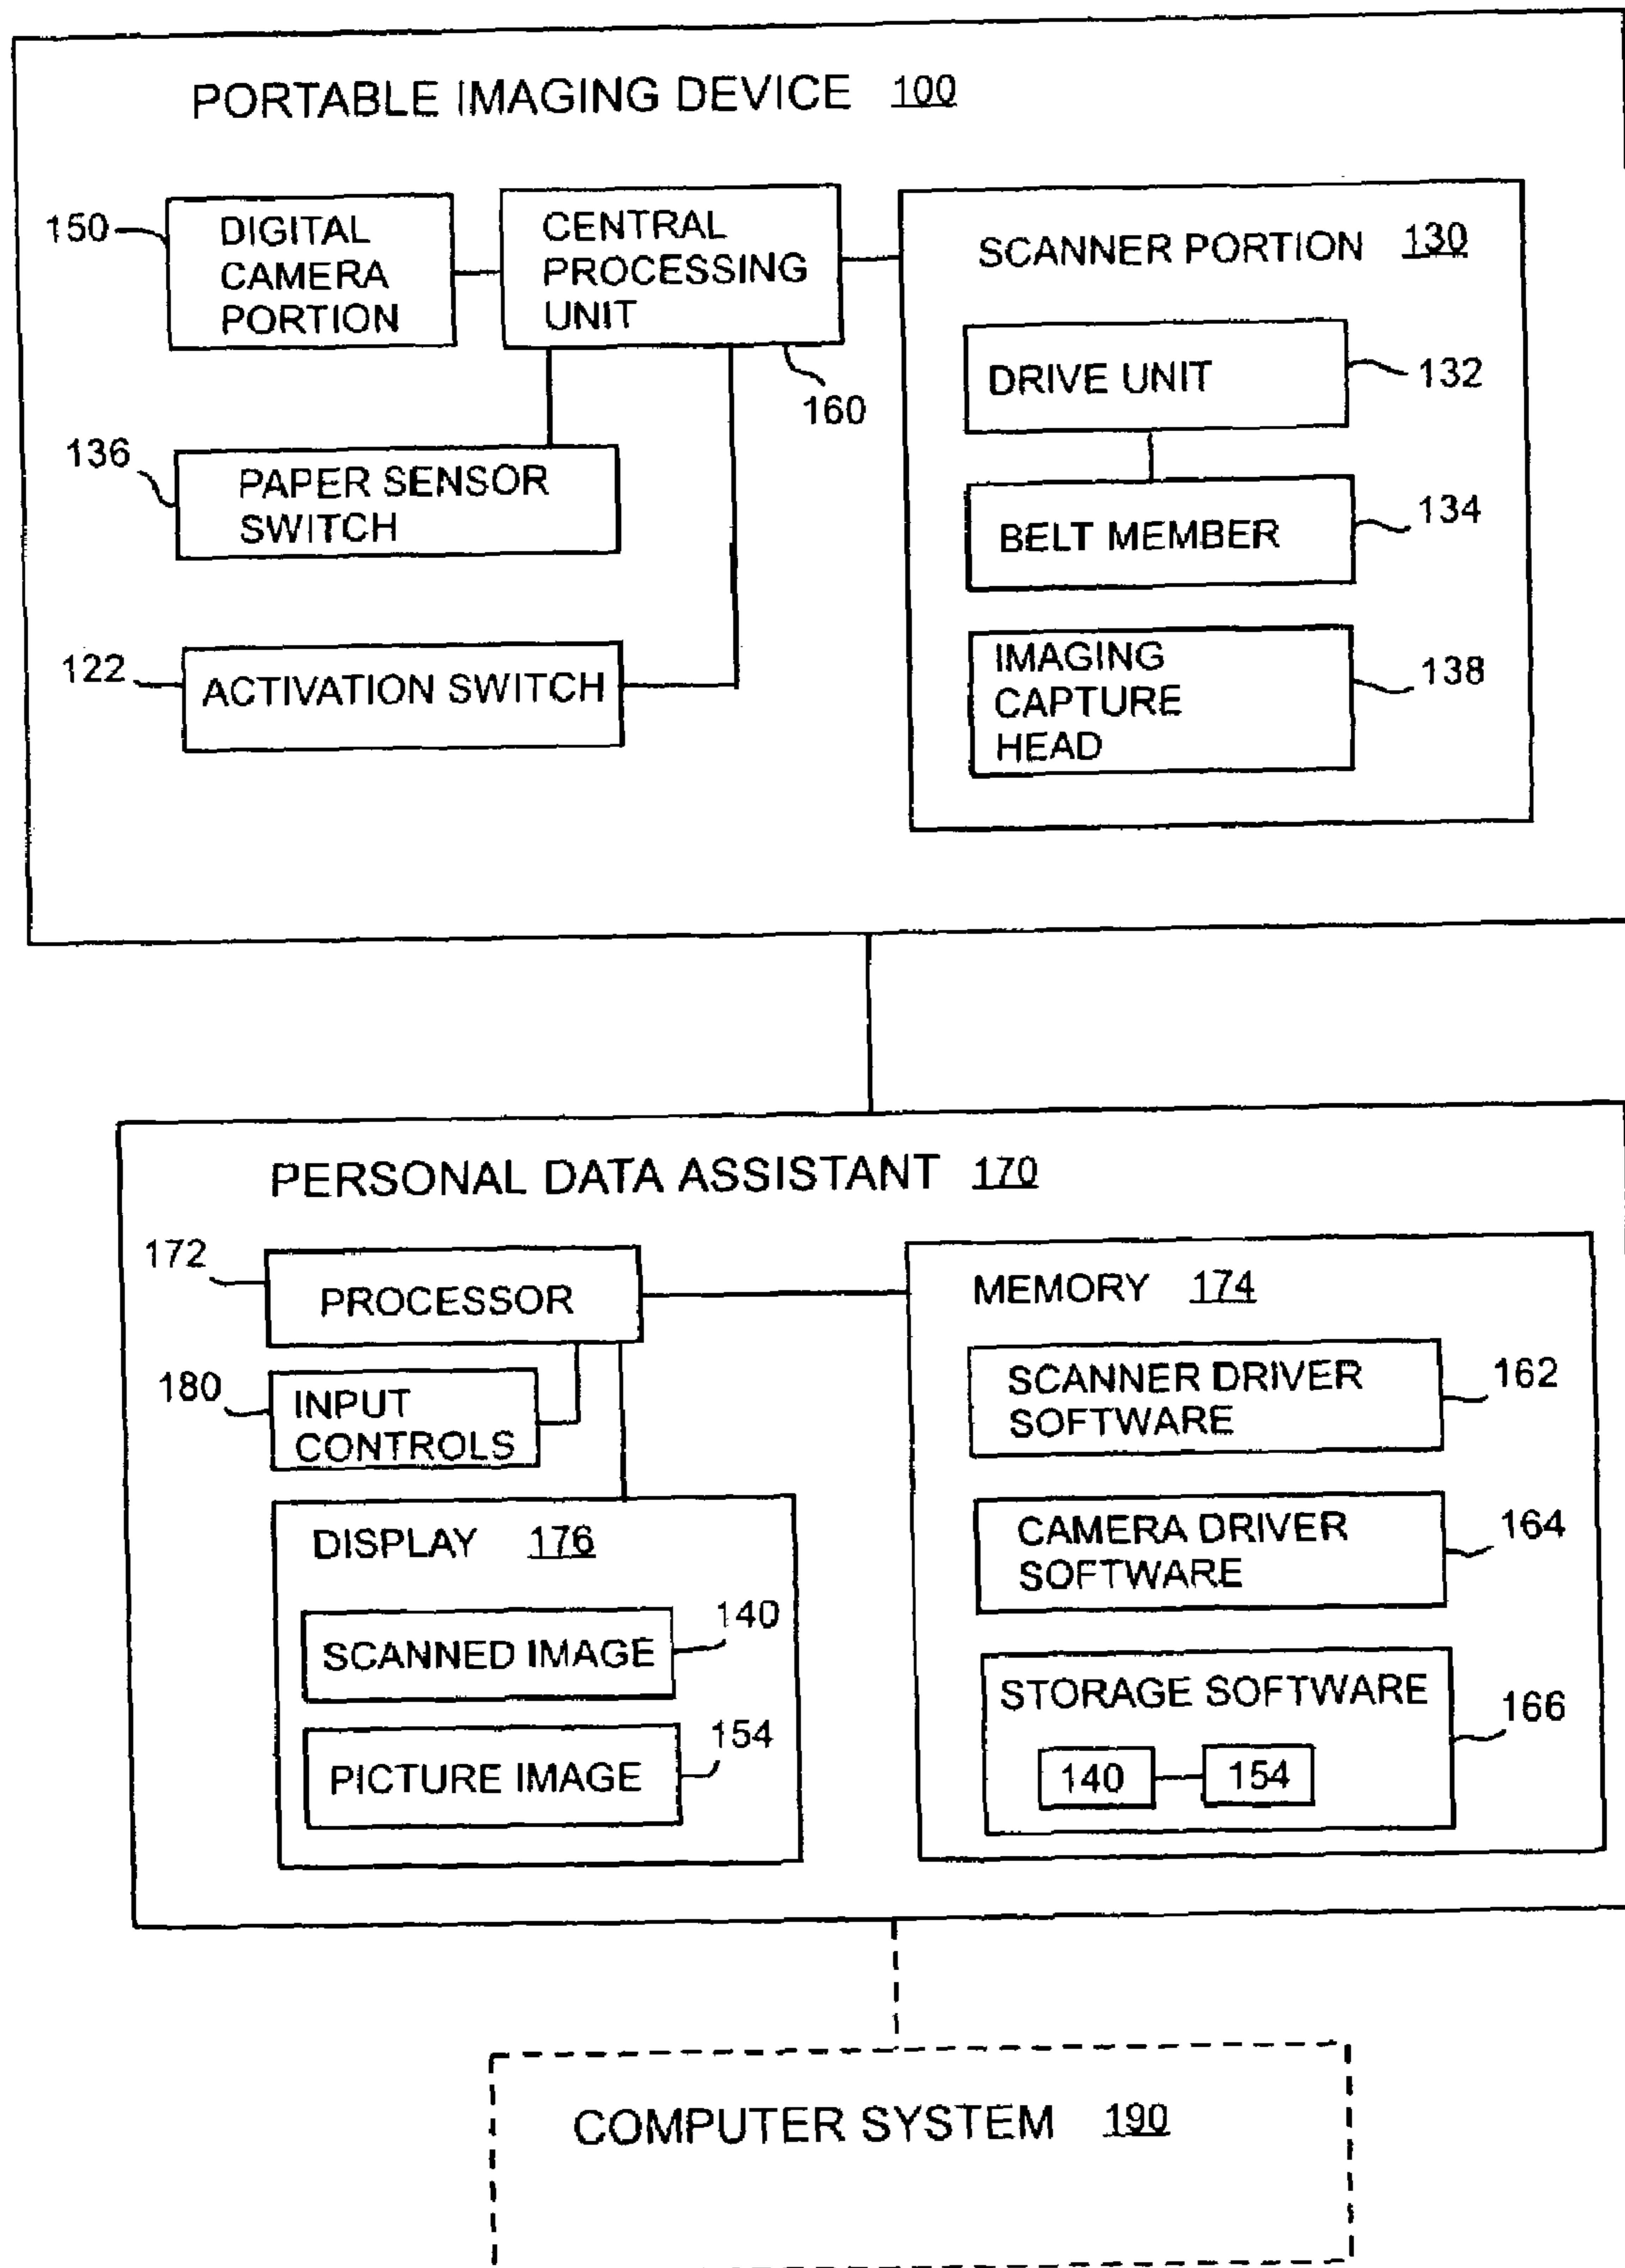 PORTABLE IMAGING DEVICE 100
150
DIGITAL
CAMERA
PORTION
CENTRAL
PROCESSING
UNIT
160
SCANNER PORTION 130
DRIVE UNIT
132
136
PAPER SENSOR
SWITCH
BELT MEMBER
134
122
ACTIVATION SWITCH
IMAGING
CAPTURE
HEAD
138
PERSONAL DATA ASSISTANT 170
172
PROCESSOR
MEMORY 174
180
INPUT
CONTROLS
SCANNER DRIVER
SOFTWARE
162
DISPLAY 176
CAMERA DRIVER
SOFTWARE
164
SCANNED IMAGE
140
STORAGE SOFTWARE
166
PICTURE IMAGE
154
140
154
COMPUTER SYSTEM 190